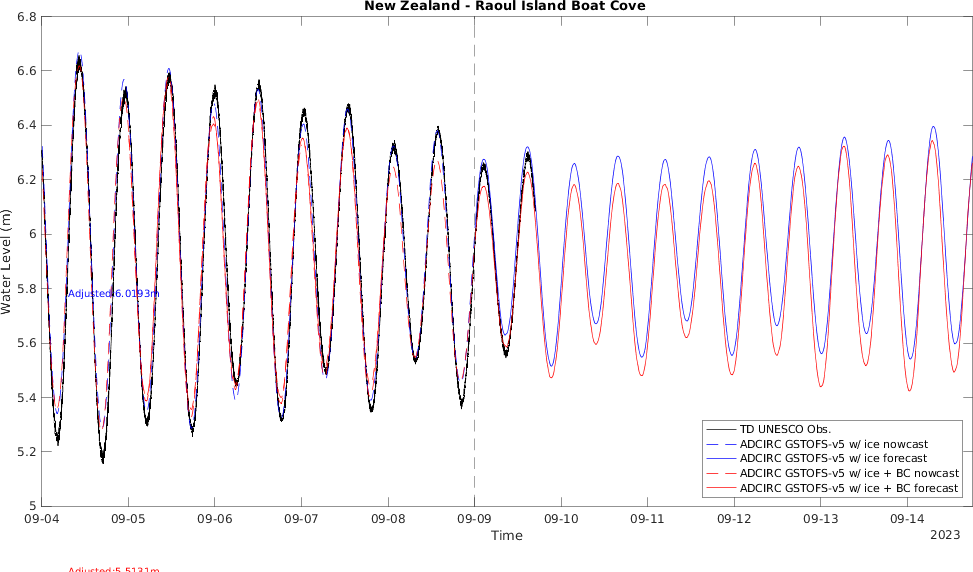 New Zealand - Raoul Island Boat Cove
6.8
6.6
6.4
6.2
6
5.8
5.6
5.4
5.2
5
Water Level (m)
Adjusted:6.0193m
TD UNESCO Obs.
ADCIRC GSTOFS-v5 w/ ice nowcast
ADCIRC GSTOFS-v5 w/ ice forecast
ADCIRC GSTOFS-v5 w/ ice + BC nowcast
ADCIRC GSTOFS-v5 w/ ice + BC forecast
09-04 09-05 09-06 09-07 09-08 09-09 09-10 09-11 09-12 09-13 09-14
Time
2023
Adjusted:5.5131m